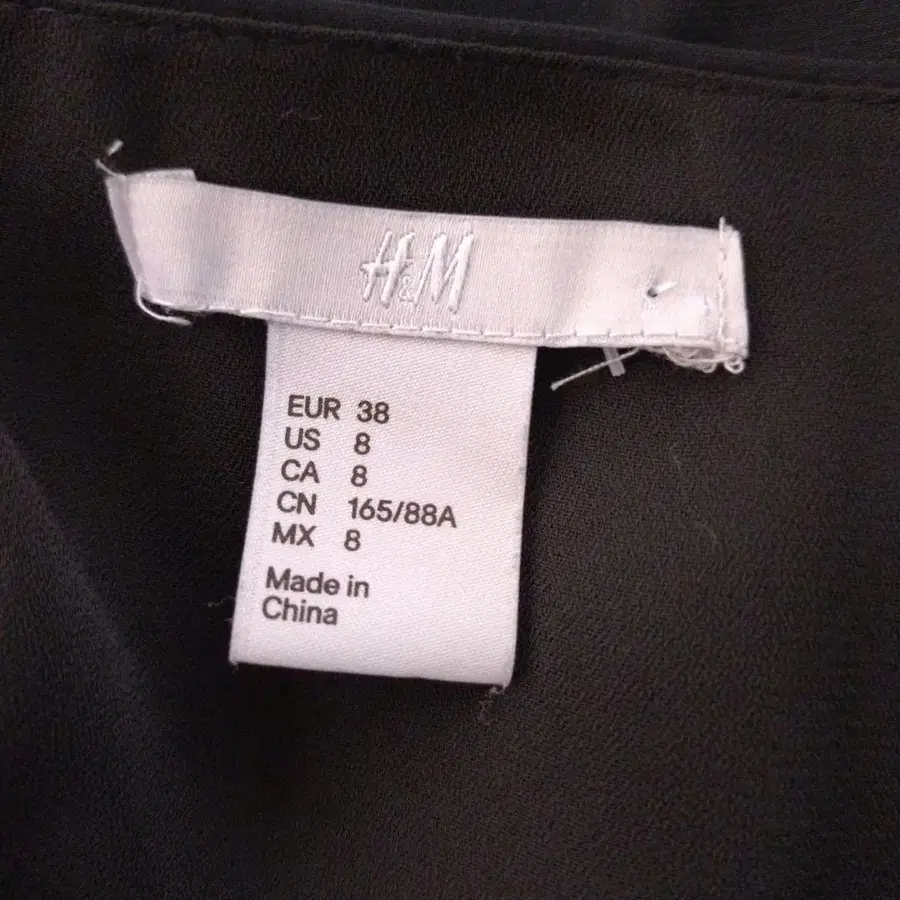 H&M
EUR 38
US 8
CA 8
CN 165/88A
MX 8
Made in
China